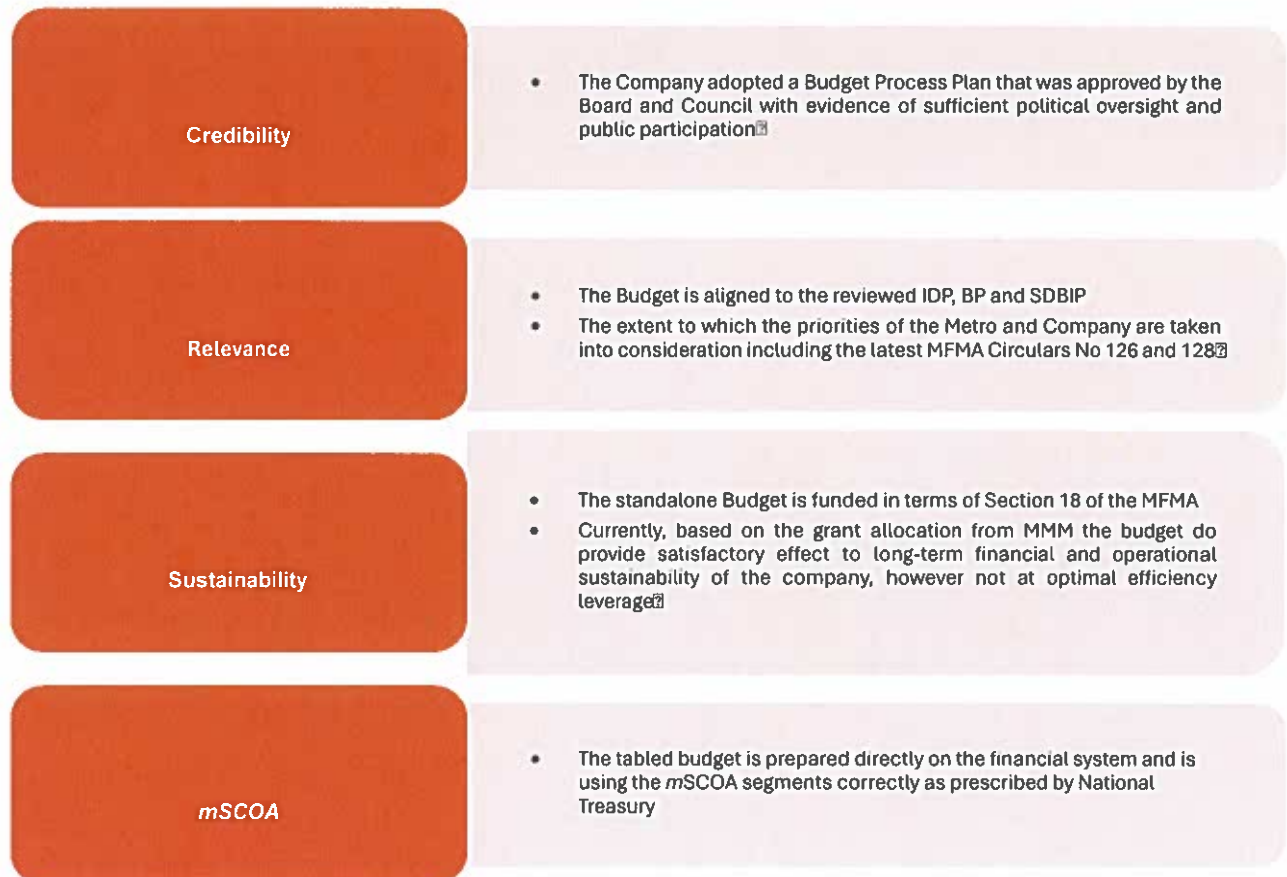 Credibility
• The Company adopted a Budget Process Plan that was approved by the
Board and Council with evidence of sufficient political oversight and
public participation⍰
Relevance
• The Budget is aligned to the reviewed IDP, BP and SDBIP
• The extent to which the priorities of the Metro and Company are taken
into consideration including the latest MFMA Circulars No 126 and 128⍰
Sustainability
• The standalone Budget is funded in terms of Section 18 of the MFMA
• Currently, based on the grant allocation from MMM the budget do
provide satisfactory effect to long-term financial and operational
sustainability of the company, however not at optimal efficiency
leverage⍰
mSCOA
• The tabled budget is prepared directly on the financial system and is
using the mSCOA segments correctly as prescribed by National
Treasury